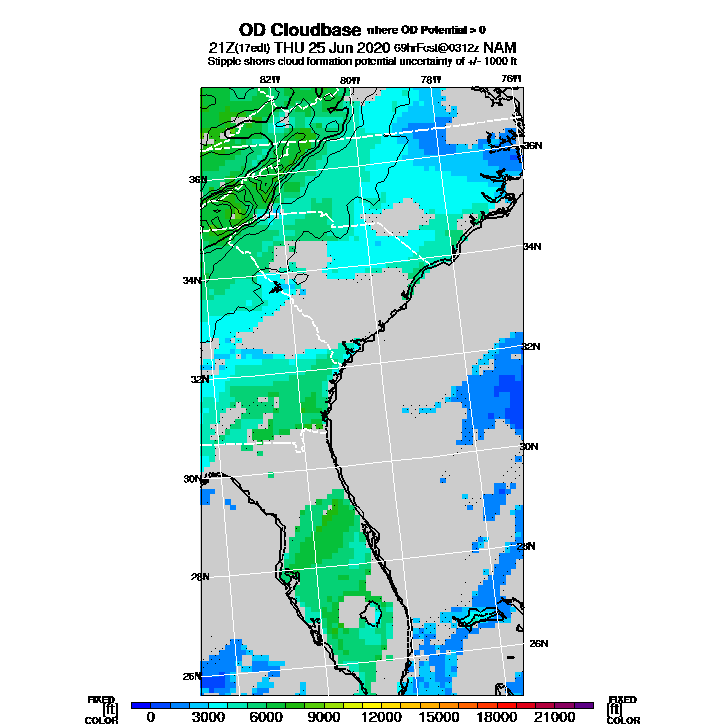 OD Cloudbase where OD Potential > 0
21Z(17edt) THU 25 Jun 2020 69hrFcst@0312z NAM
Stipple shows cloud formation potential uncertainty of +/- 1000 ft
82W 80W 78W 76W
36N
36N
34N
34N
32N
32N
30N
30N
28N
28N
26N
26N
FIXED FIXED
[ft] [ft]
COLOR 0 3000 6000 9000 12000 15000 18000 21000 COLOR